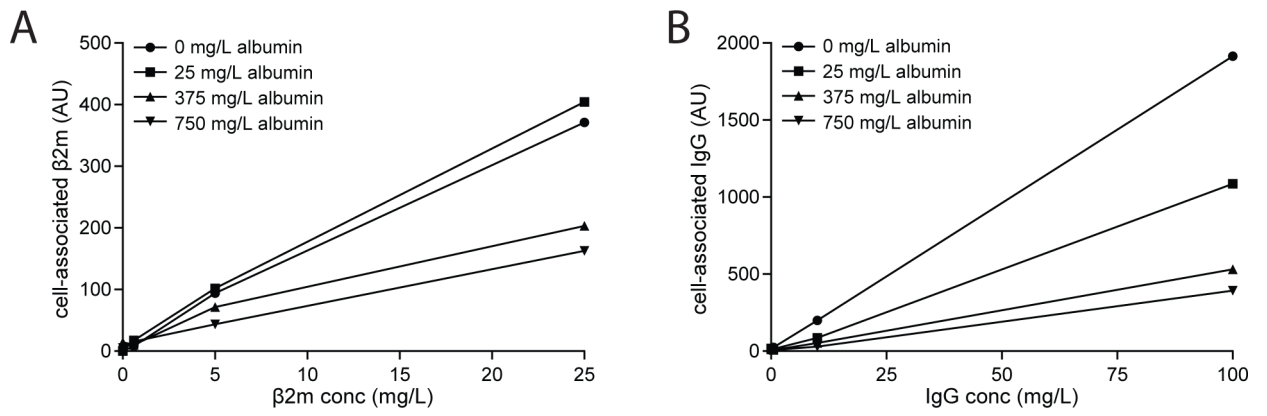 A
cell-associated β2m (AU)
500
400
300
200
100
0
0 mg/L albumin
25 mg/L albumin
375 mg/L albumin
750 mg/L albumin
0 5 10 15 20 25
β2m conc (mg/L)
B
cell-associated IgG (AU)
2000
1500
1000
500
0
0 mg/L albumin
25 mg/L albumin
375 mg/L albumin
750 mg/L albumin
0 25 50 75 100
IgG conc (mg/L)